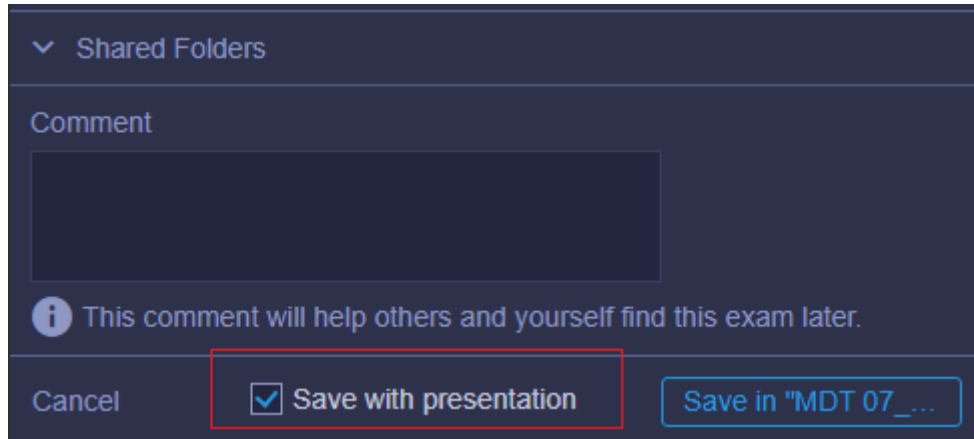 Shared Folders
Comment
This comment will help others and yourself find this exam later.
Cancel
Save with presentation
Save in "MDT 07_...